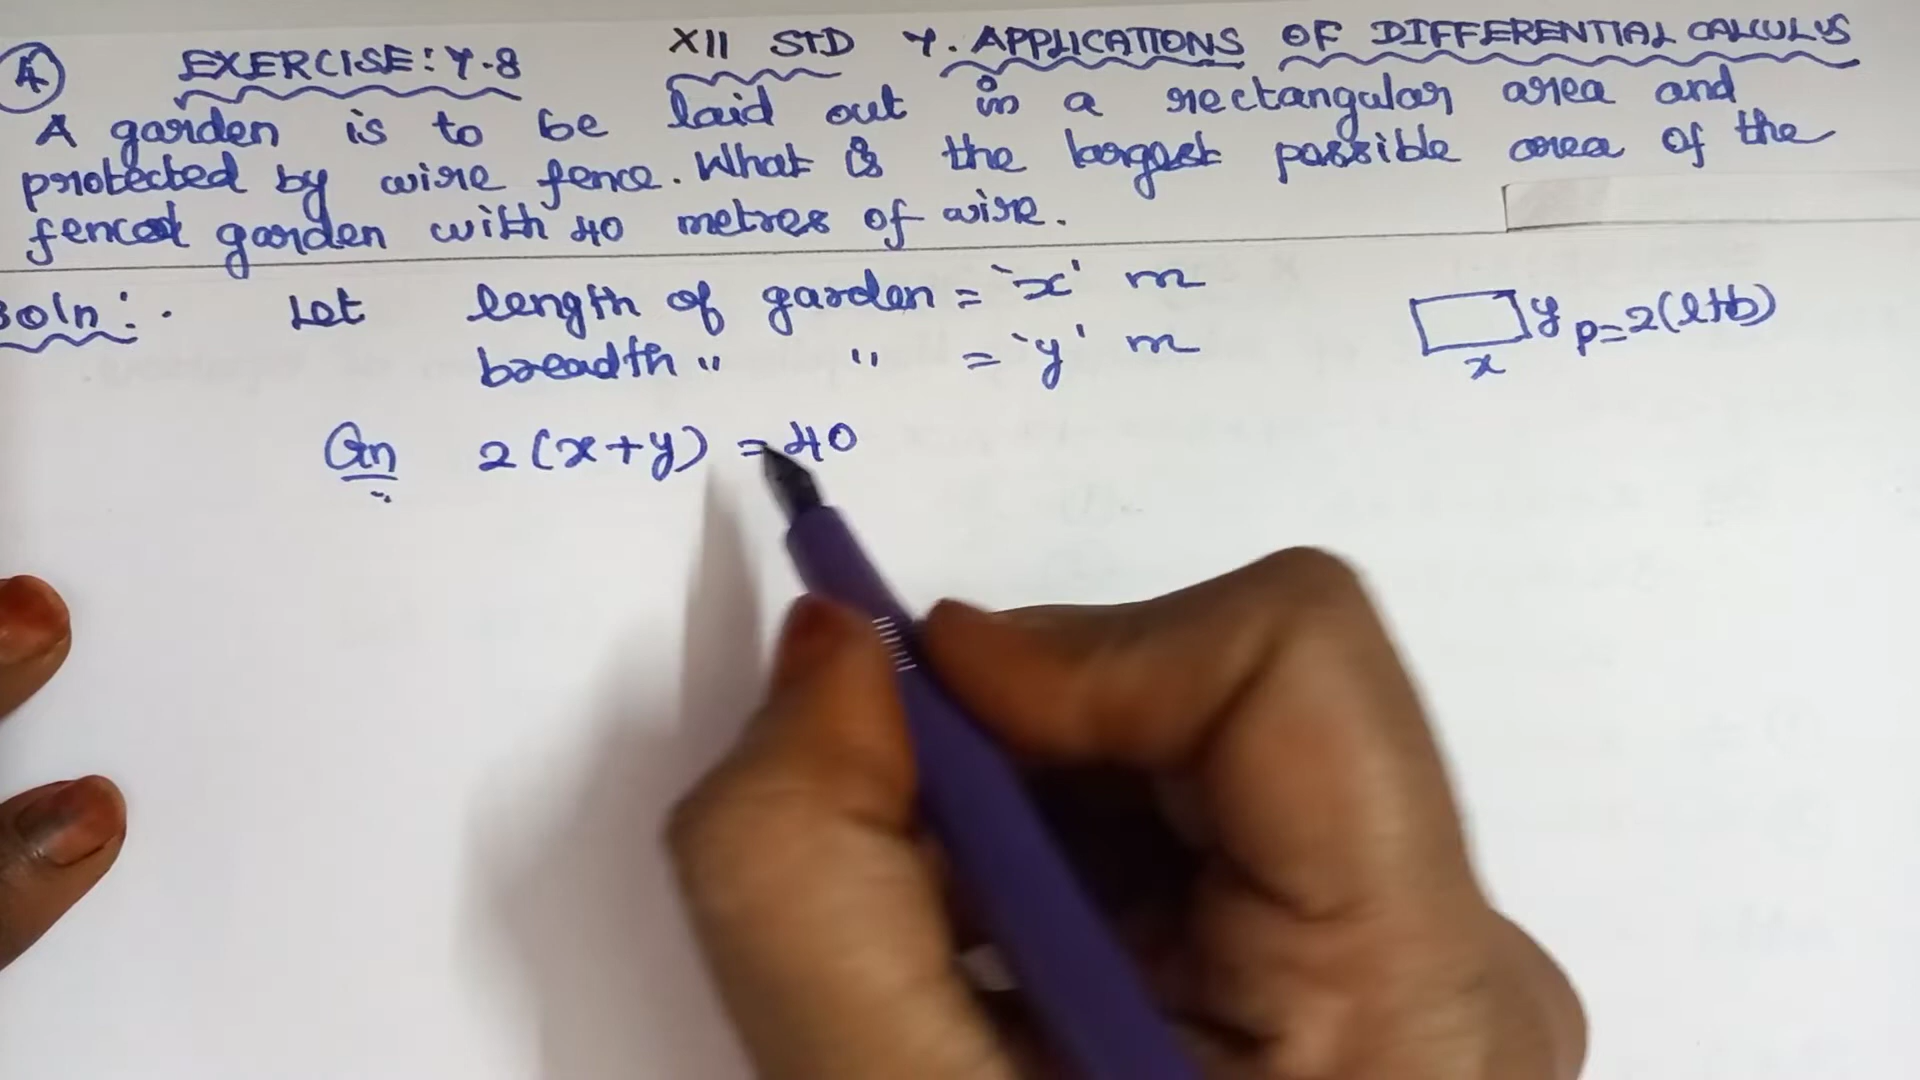 4 EXERCISE: 7.8 XII STD 7. APPLICATIONS OF DIFFERENTIAL CALCULUS
A garden is to be laid out in a rectangular area and
protected by wire fence. What is the largest possible area of the
fenced garden with 40 metres of wire.
Soln: Let length of garden = 'x' m
breadth " " = 'y' m
y
x
P=2(l+b)
Gn 2(x+y) = 40